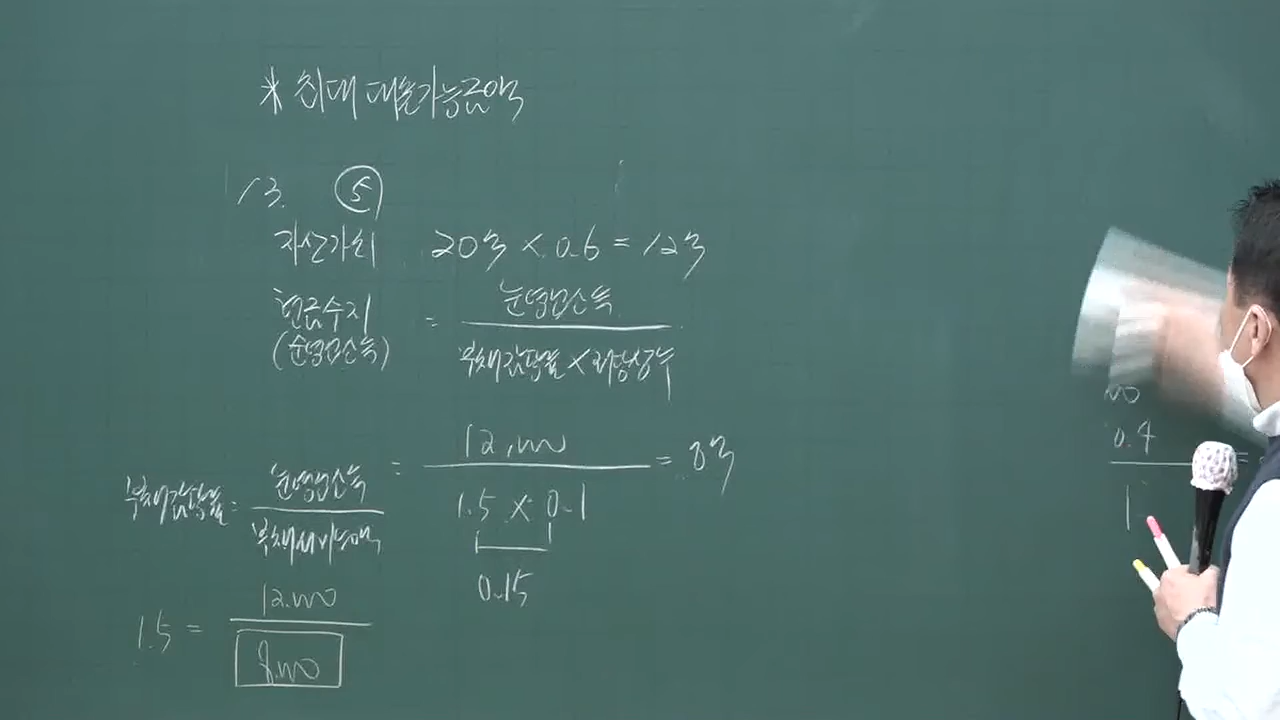 * 최대 대출가능금액
13. ⑤
자산가치 20억 × 0.6 = 12억
현금수지 = 순영업소득
(순영업소득) 부채감당률 × 저당상수
= 12,000 = 8억
1.5 × 0.1
0.15
부채감당률 = 순영업소득
부채서비스액
1.5 = 12,000
8,000
0.4